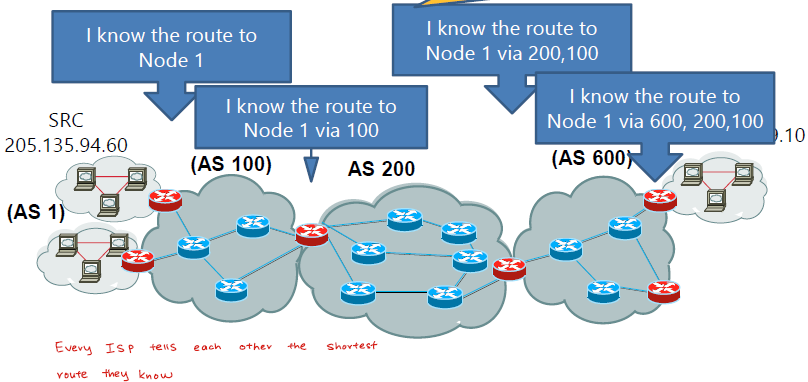 I know the route to
Node 1
I know the route to
Node 1 via 200,100
I know the route to
Node 1 via 100
I know the route to
Node 1 via 600, 200,100
SRC
205.135.94.60
9.10
(AS 100)
AS 200
(AS 600)
(AS 1)
Every ISP tells each other the shortest
route they know